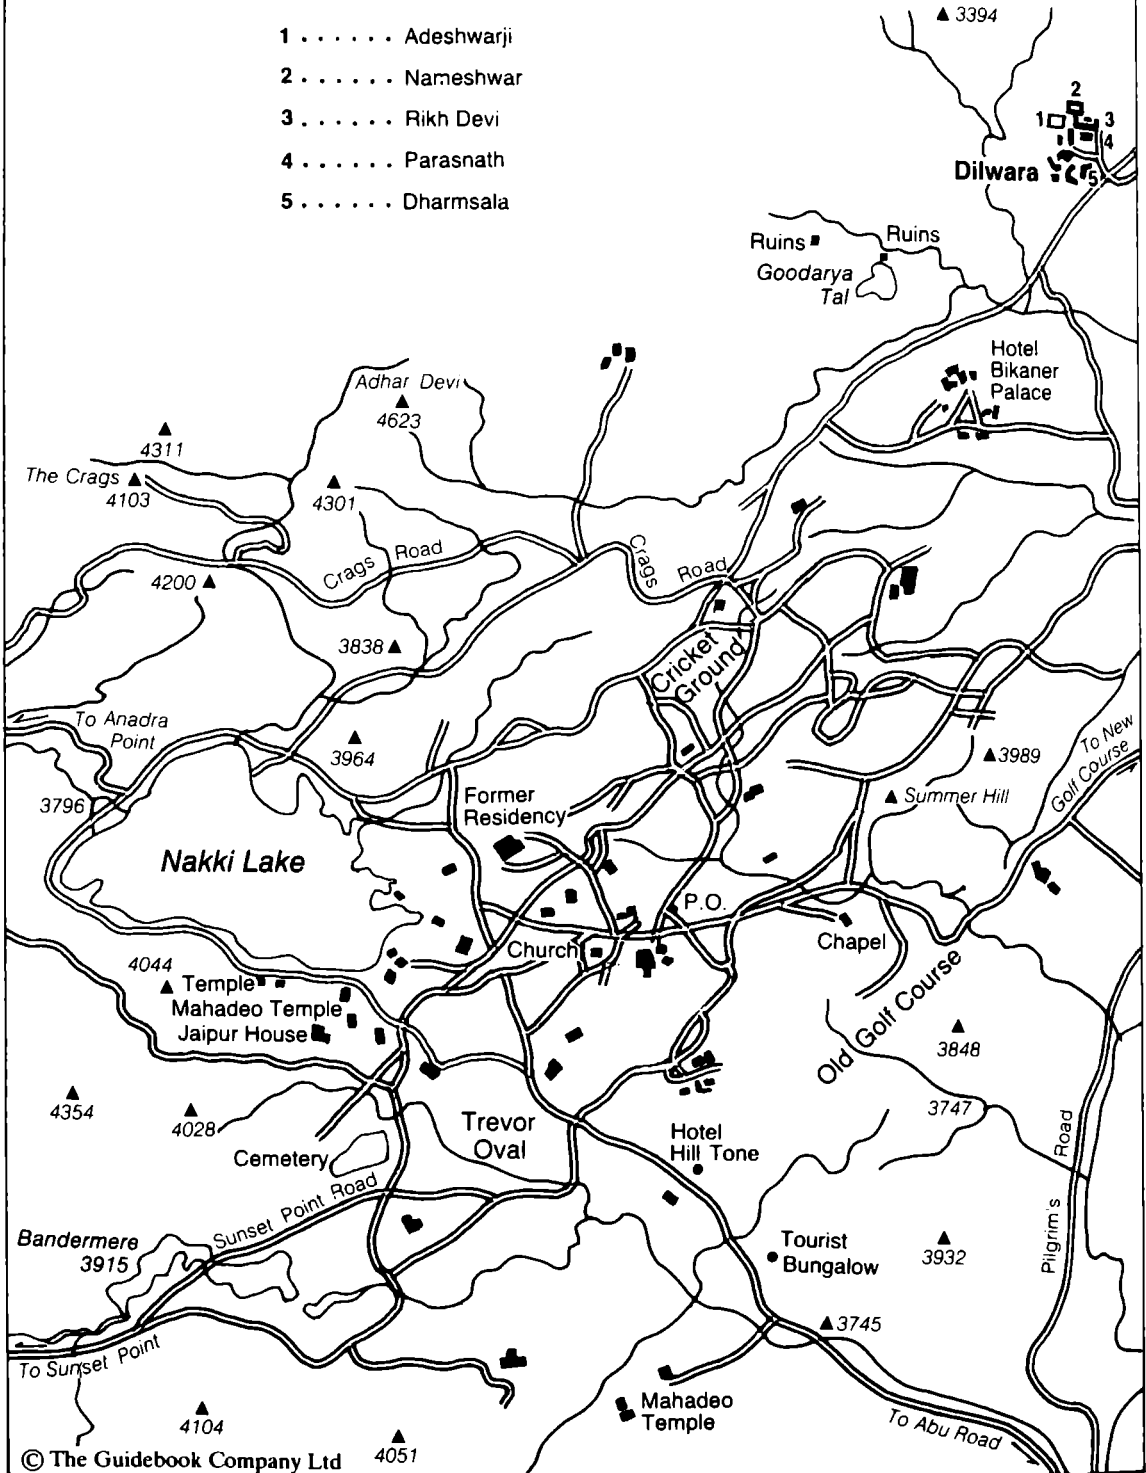 1 . . . . . . Adeshwarji
2 . . . . . . Nameshwar
3 . . . . . . Rikh Devi
4 . . . . . . Parasnath
5 . . . . . . Dharmsala
3394
2
1
3
4
Dilwara
5
Ruins
Ruins
Goodarya
Tal
Hotel
Bikaner
Palace
Adhar Devi
4623
4311
The Crags
4103
4301
Crags Road
Crags Road
4200
3838
Cricket
Ground
To Anadra
Point
3964
3796
Former
Residency
3989
Summer Hill
To New
Golf Course
Nakki Lake
P.O.
Church
Chapel
Old Golf Course
4044
Temple
Mahadeo Temple
Jaipur House
3848
4354
4028
3747
Trevor
Oval
Cemetery
Hotel
Hill Tone
Pilgrim's Road
Sunset Point Road
Bandermere
3915
Tourist
Bungalow
3932
3745
To Sunset Point
Mahadeo
Temple
To Abu Road
4104
4051
© The Guidebook Company Ltd